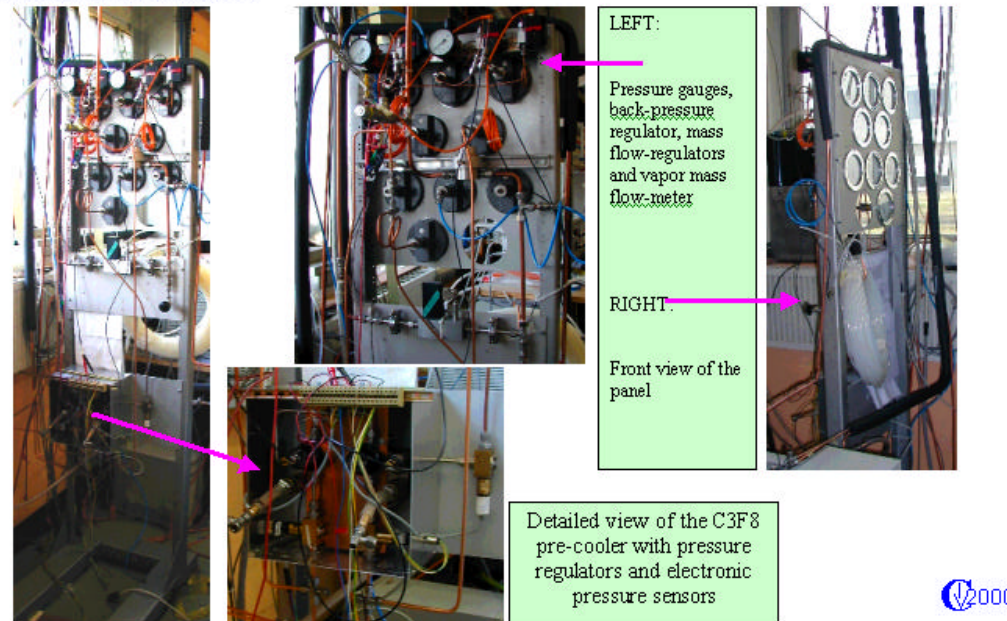 LEFT:
Pressure gauges,
back-pressure
regulator, mass
flow-regulators
and vapor mass
flow-meter
RIGHT:
Front view of the
panel
Detailed view of the C3F8
pre-cooler with pressure
regulators and electronic
pressure sensors
2000